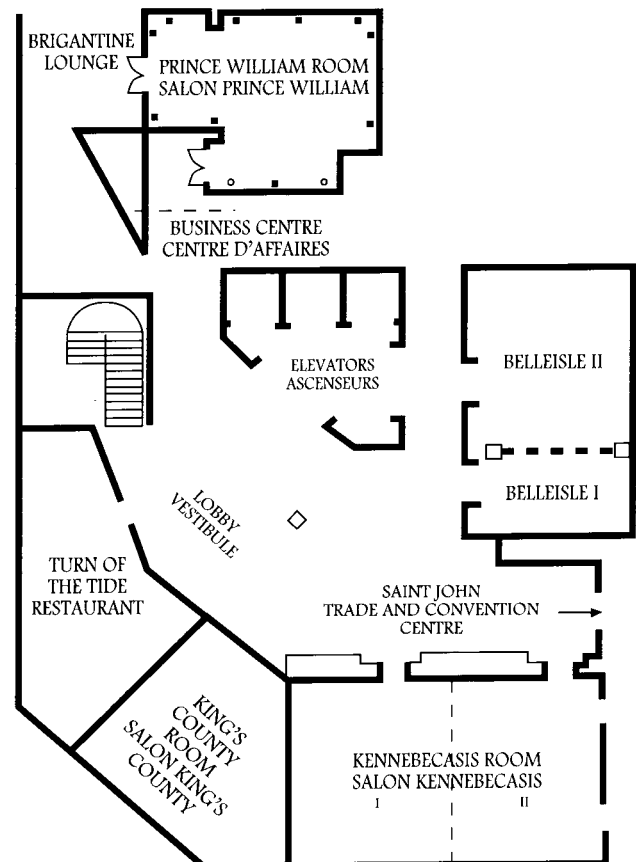 BRIGANTINE
LOUNGE
PRINCE WILLIAM ROOM
SALON PRINCE WILLIAM
BUSINESS CENTRE
CENTRE D'AFFAIRES
ELEVATORS
ASCENSEURS
BELLEISLE II
BELLEISLE I
LOBBY
VESTIBULE
TURN OF
THE TIDE
RESTAURANT
SAINT JOHN
TRADE AND CONVENTION
CENTRE
KING'S
COUNTY
ROOM
SALON KING'S
COUNTY
KENNEBECASIS ROOM
SALON KENNEBECASIS
I II